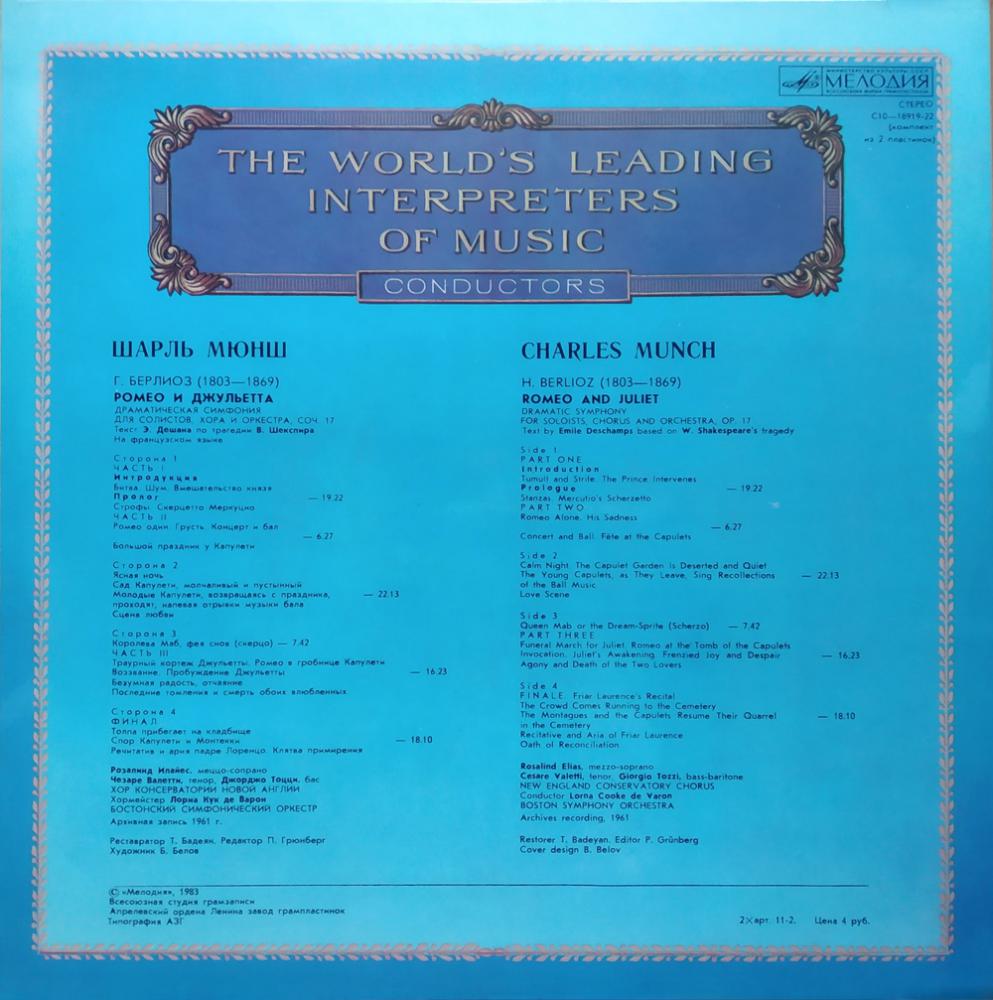 МИНИСТЕРСТВО КУЛЬТУРЫ СССР
МЕЛОДИЯ
ВСЕСОЮЗНАЯ ФИРМА ГРАМПЛАСТИНОК
СТЕРЕО
С10—18919-22
(комплект
из 2 пластинок)
THE WORLD'S LEADING
INTERPRETERS
OF MUSIC
CONDUCTORS
ШАРЛЬ МЮНШ
Г. БЕРЛИОЗ (1803—1869)
РОМЕО И ДЖУЛЬЕТТА
ДРАМАТИЧЕСКАЯ СИМФОНИЯ
ДЛЯ СОЛИСТОВ, ХОРА И ОРКЕСТРА, СОЧ. 17
Текст Э. Дешана по трагедии В. Шекспира
На французском языке
Сторона 1
ЧАСТЬ I
Интродукция
Битва. Шум. Вмешательство князя
Пролог — 19.22
Строфы. Скерцетто Меркуцио
ЧАСТЬ II
Ромео один. Грусть. Концерт и бал
— 6.27
Большой праздник у Капулети
Сторона 2
Ясная ночь
Сад Капулети, молчаливый и пустынный
Молодые Капулети, возвращаясь с праздника, — 22.13
проходят, напевая отрывки музыки бала
Сцена любви
Сторона 3
Королева Маб, фея снов (скерцо) — 7.42
ЧАСТЬ III
Траурный кортеж Джульетты. Ромео в гробнице Капулети
Воззвание. Пробуждение Джульетты — 16.23
Безумная радость, отчаяние
Последние томления и смерть обоих влюбленных
Сторона 4
ФИНАЛ
Толпа прибегает на кладбище
Спор Капулети и Монтекки — 18.10
Речитатив и ария падре Лоренцо. Клятва примирения
Розалинд Илайес, меццо-сопрано
Чезаре Валетти, тенор, Джорджо Тоцци, бас
ХОР КОНСЕРВАТОРИИ НОВОЙ АНГЛИИ
Хормейстер Лорна Кук де Варон
БОСТОНСКИЙ СИМФОНИЧЕСКИЙ ОРКЕСТР
Архивная запись 1961 г.
Реставратор Т. Бадеян. Редактор П. Грюнберг
Художник Б. Белов
CHARLES MUNCH
H. BERLIOZ (1803—1869)
ROMEO AND JULIET
DRAMATIC SYMPHONY
FOR SOLOISTS, CHORUS AND ORCHESTRA, OP. 17
Text by Emile Deschamps based on W. Shakespeare's tragedy
Side 1
PART ONE
Introduction
Tumult and Strife. The Prince Intervenes
Prologue — 19.22
Stanzas. Mercutio's Scherzetto
PART TWO
Romeo Alone. His Sadness
— 6.27
Concert and Ball. Fête at the Capulets
Side 2
Calm Night. The Capulet Garden Is Deserted and Quiet
The Young Capulets, as They Leave, Sing Recollections — 22.13
of the Ball Music
Love Scene
Side 3
Queen Mab or the Dream-Sprite (Scherzo) — 7.42
PART THREE
Funeral March for Juliet. Romeo at the Tomb of the Capulets
Invocation. Juliet's Awakening. Frenzied Joy and Despair — 16.23
Agony and Death of the Two Lovers
Side 4
FINALE. Friar Laurence's Recital
The Crowd Comes Running to the Cemetery
The Montagues and the Capulets Resume Their Quarrel — 18.10
in the Cemetery
Recitative and Aria of Friar Laurence
Oath of Reconciliation
Rosalind Elias, mezzo-soprano
Cesare Valetti, tenor, Giorgio Tozzi, bass-baritone
NEW ENGLAND CONSERVATORY CHORUS
Conductor Lorna Cooke de Varon
BOSTON SYMPHONY ORCHESTRA
Archives recording, 1961
Restorer T. Badeyan. Editor P. Grünberg
Cover design B. Belov
© «Мелодия», 1983
Всесоюзная студия грамзаписи
Апрелевский ордена Ленина завод грампластинок
Типография АЗГ
2×арт. 11-2. Цена 4 руб.